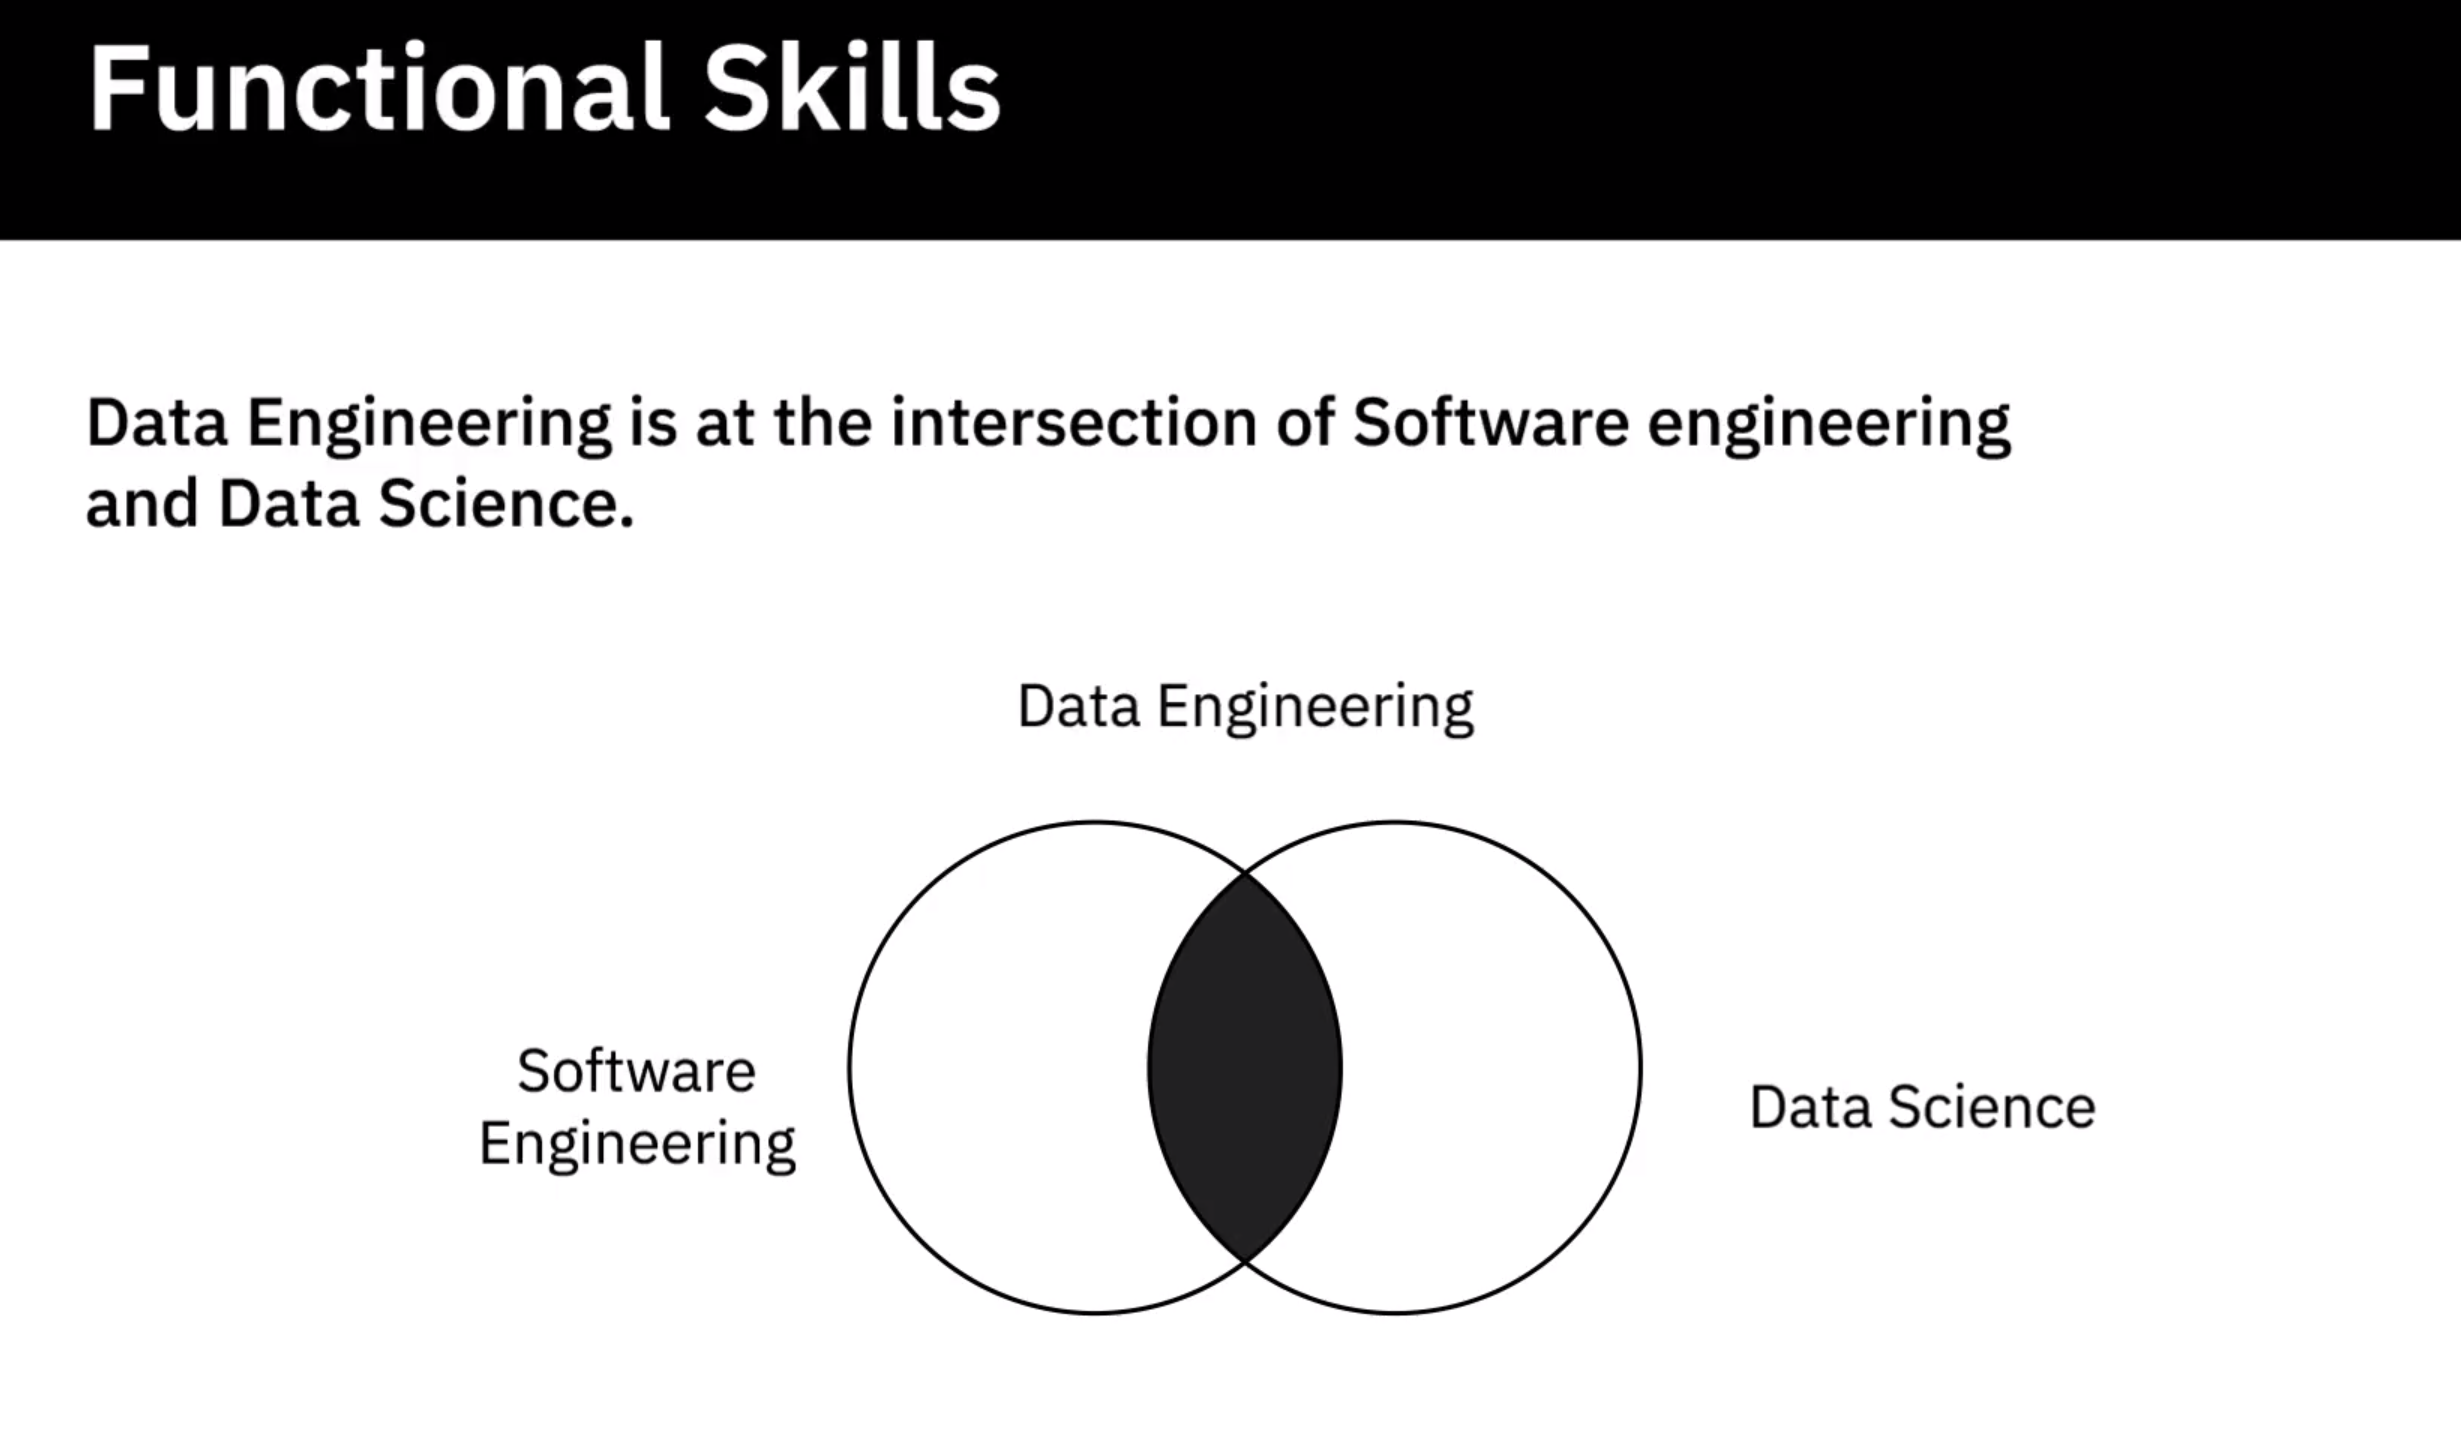 Functional Skills
Data Engineering is at the intersection of Software engineering
and Data Science.
Data Engineering
Software
Engineering
Data Science